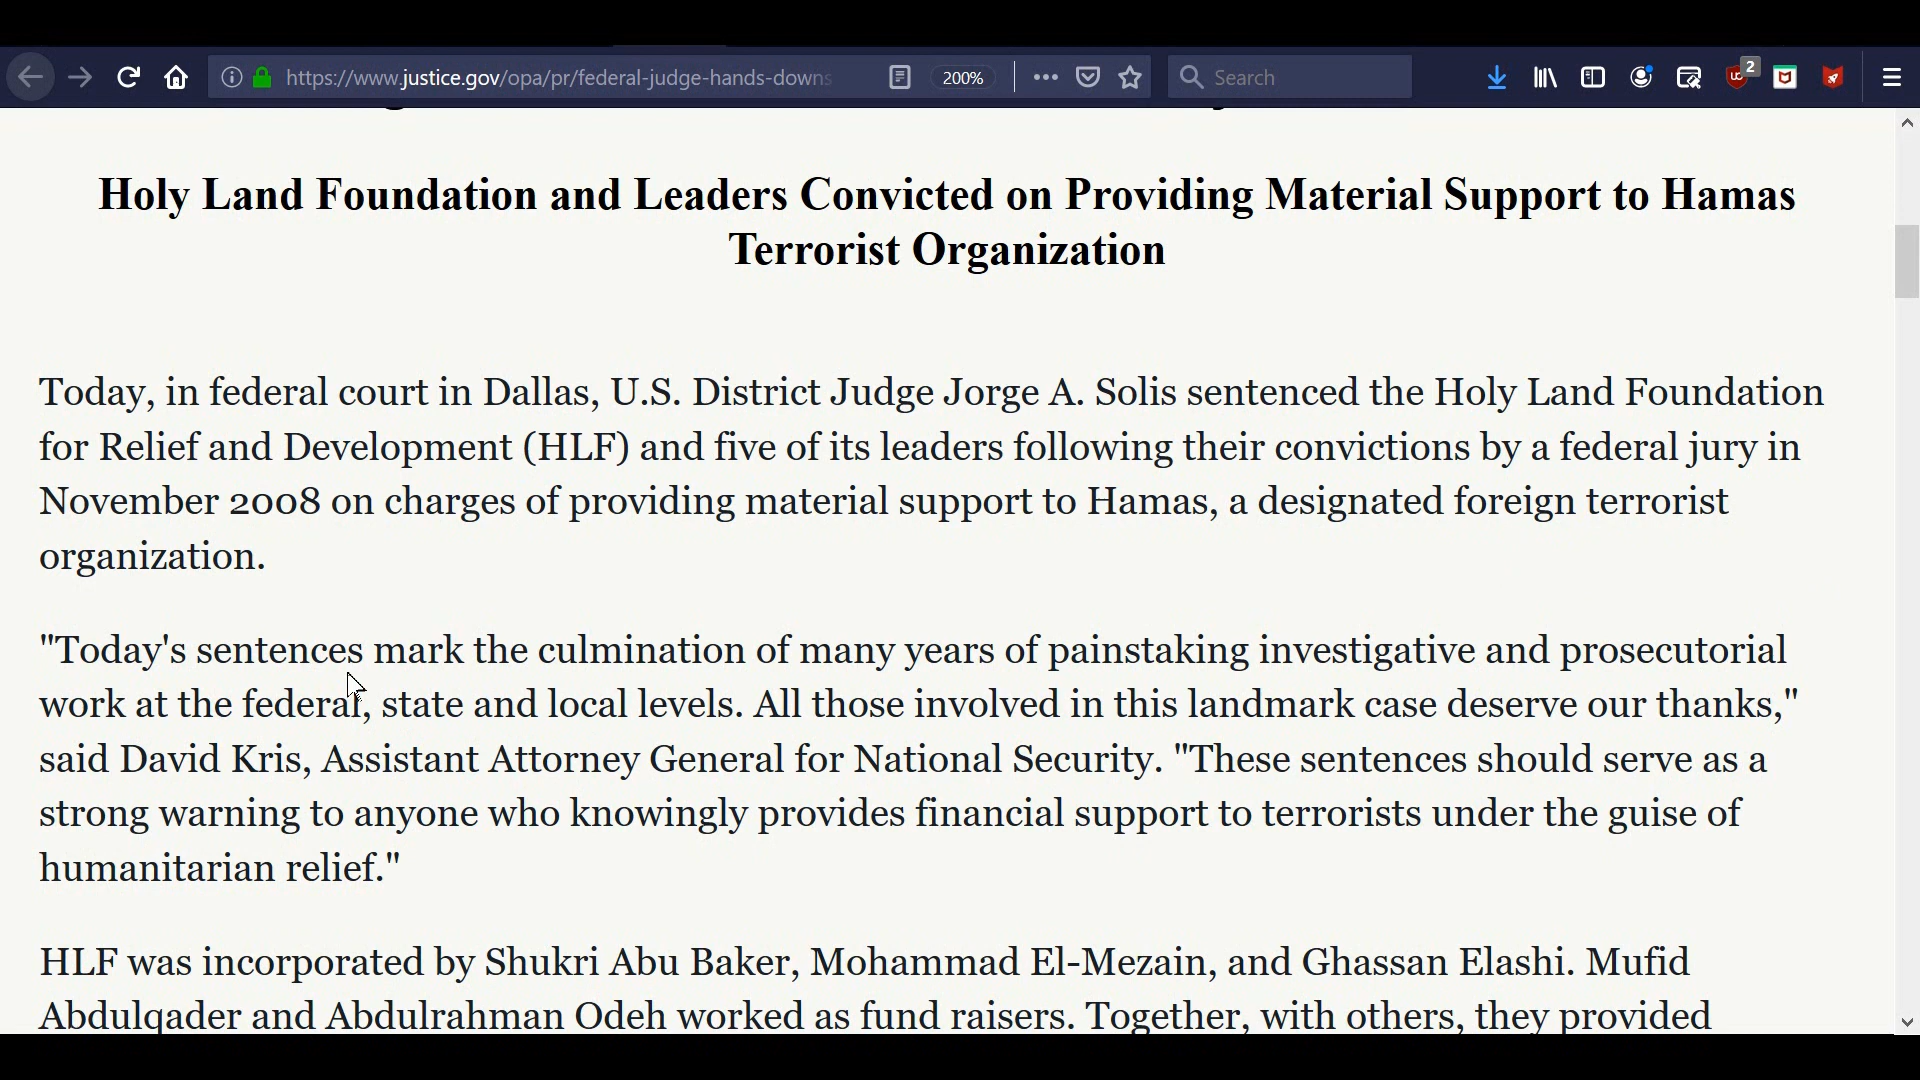 https://www.justice.gov/opa/pr/federal-judge-hands-downs
200%
Search
2
Holy Land Foundation and Leaders Convicted on Providing Material Support to Hamas
Terrorist Organization
Today, in federal court in Dallas, U.S. District Judge Jorge A. Solis sentenced the Holy Land Foundation
for Relief and Development (HLF) and five of its leaders following their convictions by a federal jury in
November 2008 on charges of providing material support to Hamas, a designated foreign terrorist
organization.
"Today's sentences mark the culmination of many years of painstaking investigative and prosecutorial
work at the federal, state and local levels. All those involved in this landmark case deserve our thanks,"
said David Kris, Assistant Attorney General for National Security. "These sentences should serve as a
strong warning to anyone who knowingly provides financial support to terrorists under the guise of
humanitarian relief."
HLF was incorporated by Shukri Abu Baker, Mohammad El-Mezain, and Ghassan Elashi. Mufid
Abdulqader and Abdulrahman Odeh worked as fund raisers. Together, with others, they provided